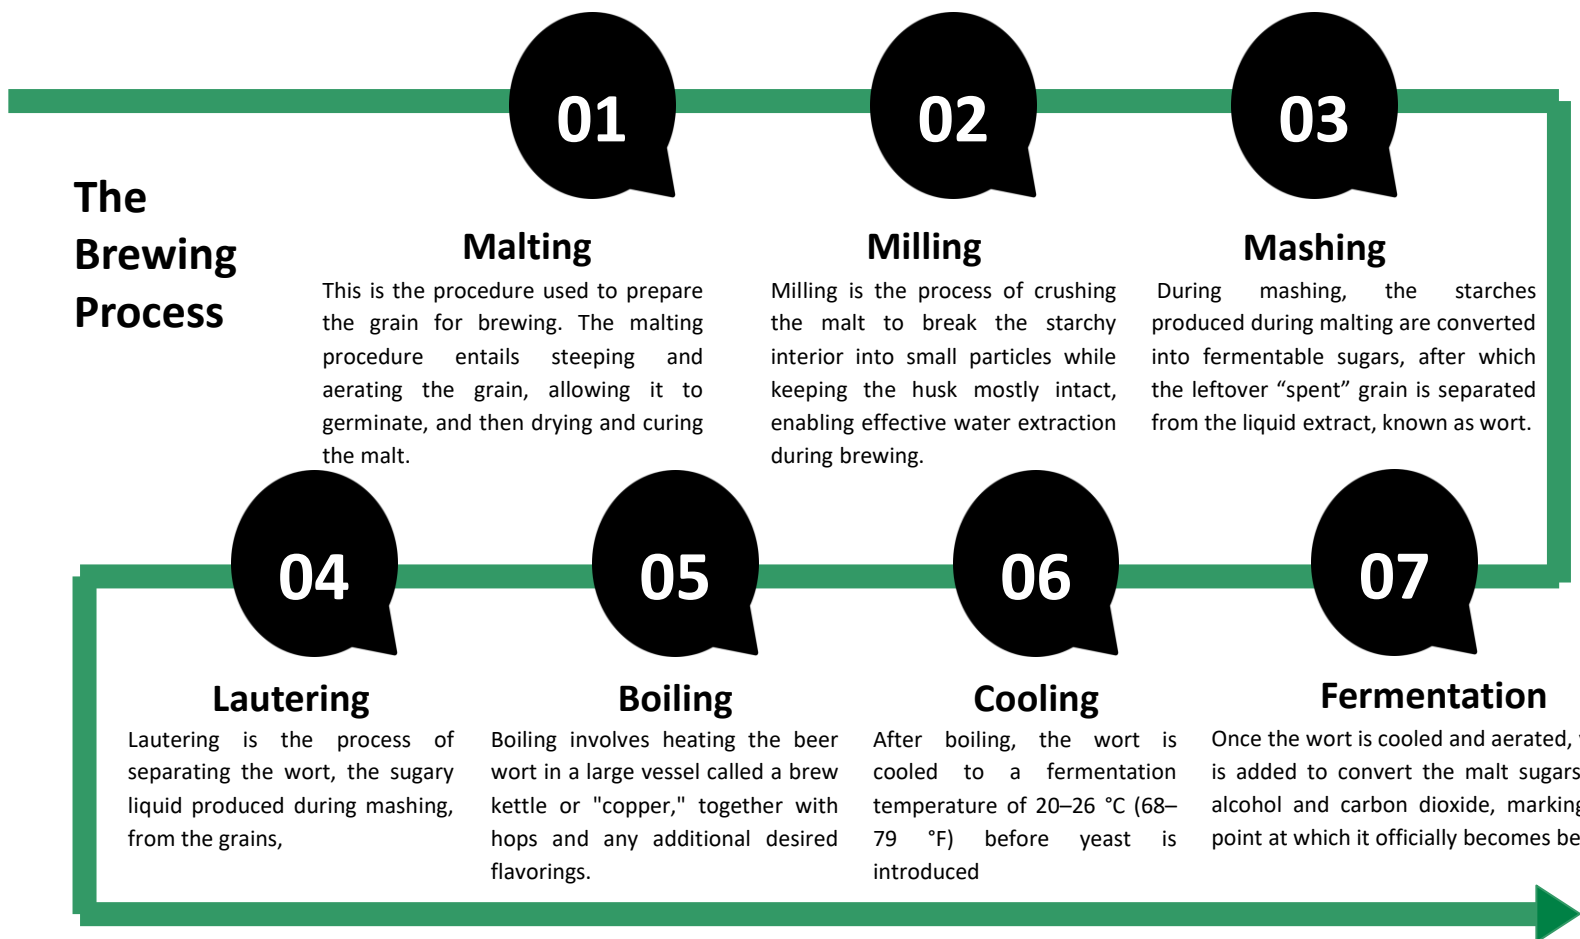 The
Brewing
Process
01
Malting
This is the procedure used to prepare
the grain for brewing. The malting
procedure entails steeping and
aerating the grain, allowing it to
germinate, and then drying and curing
the malt.
02
Milling
Milling is the process of crushing
the malt to break the starchy
interior into small particles while
keeping the husk mostly intact,
enabling effective water extraction
during brewing.
03
Mashing
During mashing, the starches
produced during malting are converted
into fermentable sugars, after which
the leftover “spent” grain is separated
from the liquid extract, known as wort.
04
Lautering
Lautering is the process of
separating the wort, the sugary
liquid produced during mashing,
from the grains,
05
Boiling
Boiling involves heating the beer
wort in a large vessel called a brew
kettle or "copper," together with
hops and any additional desired
flavorings.
06
Cooling
After boiling, the wort is
cooled to a fermentation
temperature of 20–26 °C (68–
79 °F) before yeast is
introduced
07
Fermentation
Once the wort is cooled and aerated,
is added to convert the malt sugars
alcohol and carbon dioxide, marking
point at which it officially becomes be